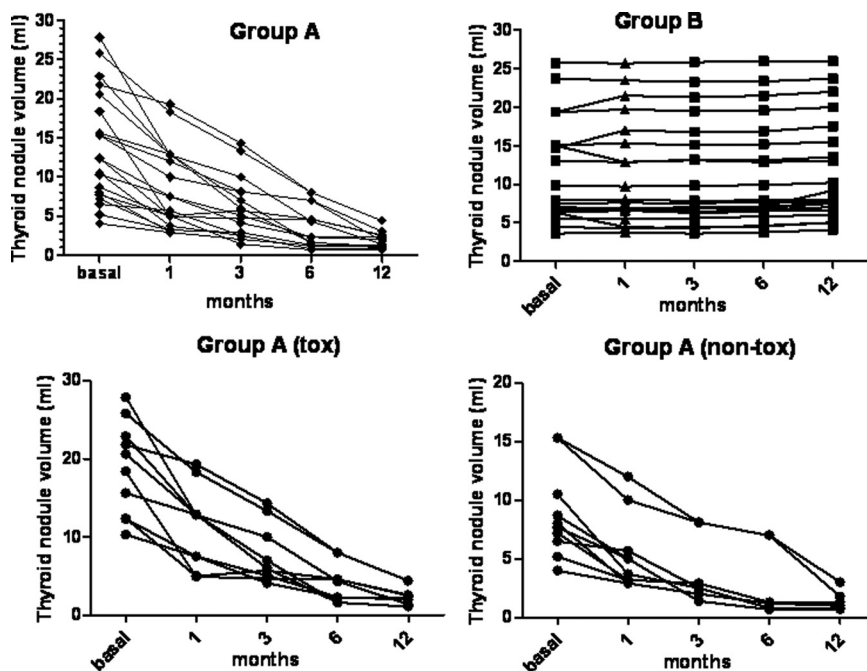 Group A
Thyroid nodule volume (ml)
30
25
20
15
10
5
0
basal
1
3
6
12
months
Group B
Thyroid nodule volume (ml)
30
25
20
15
10
5
0
basal
1
3
6
12
months
Group A (tox)
Thyroid nodule volume (ml)
30
20
10
0
basal
1
3
6
12
months
Group A (non-tox)
Thyroid nodule volume (ml)
20
15
10
5
0
basal
1
3
6
12
months